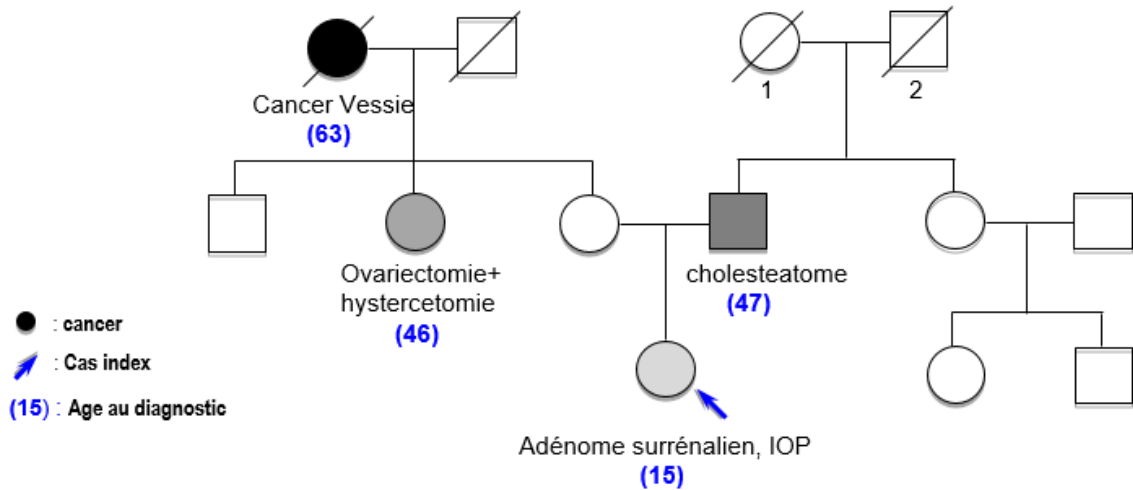 1
2
Cancer Vessie
(63)
Ovariectomie+
hystercetomie
(46)
cholesteatome
(47)
: cancer
: Cas index
(15) : Age au diagnostic
Adénome surrénalien, IOP
(15)